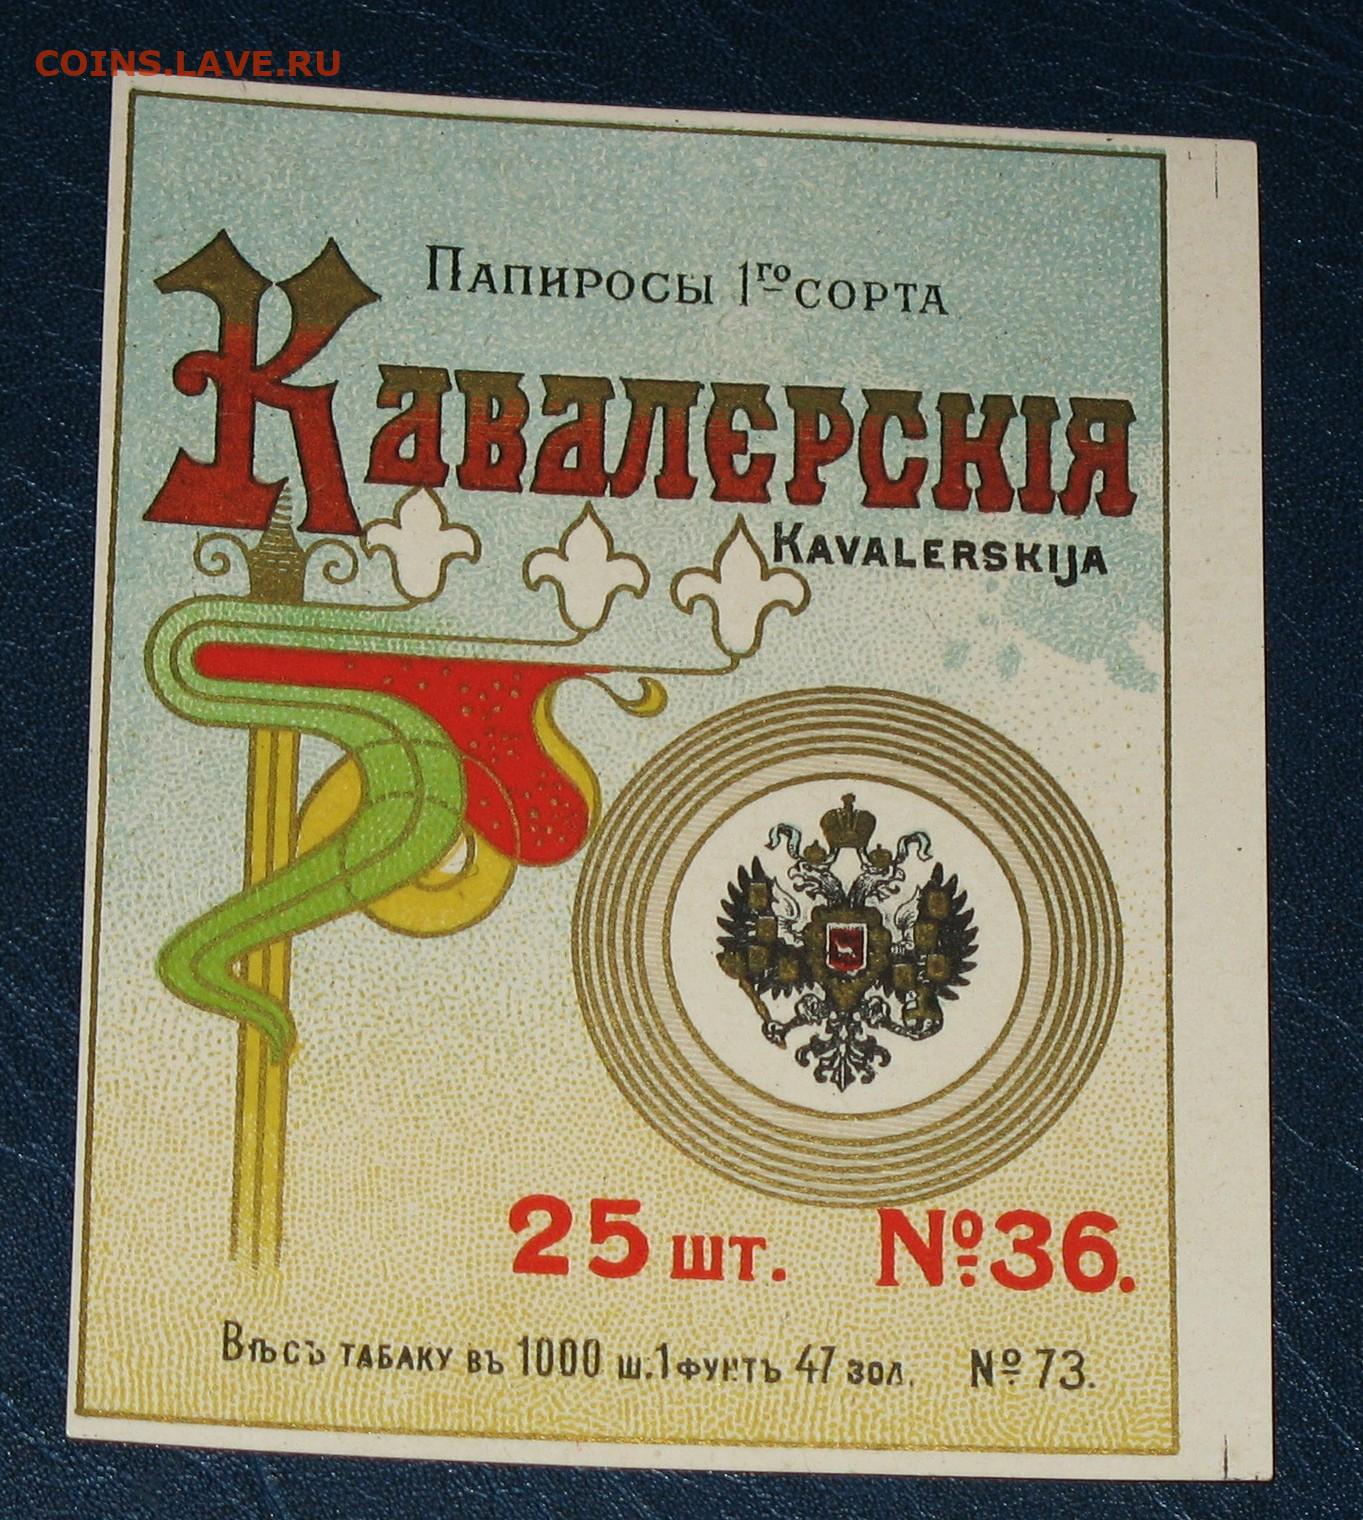 COINS.LAVE.RU
Папиросы 1го сорта
Кавалерскія
Kavalerskija
25 шт. №36.
Вѣсъ табаку въ 1000 ш. 1 фунтъ 47 зол. №73.